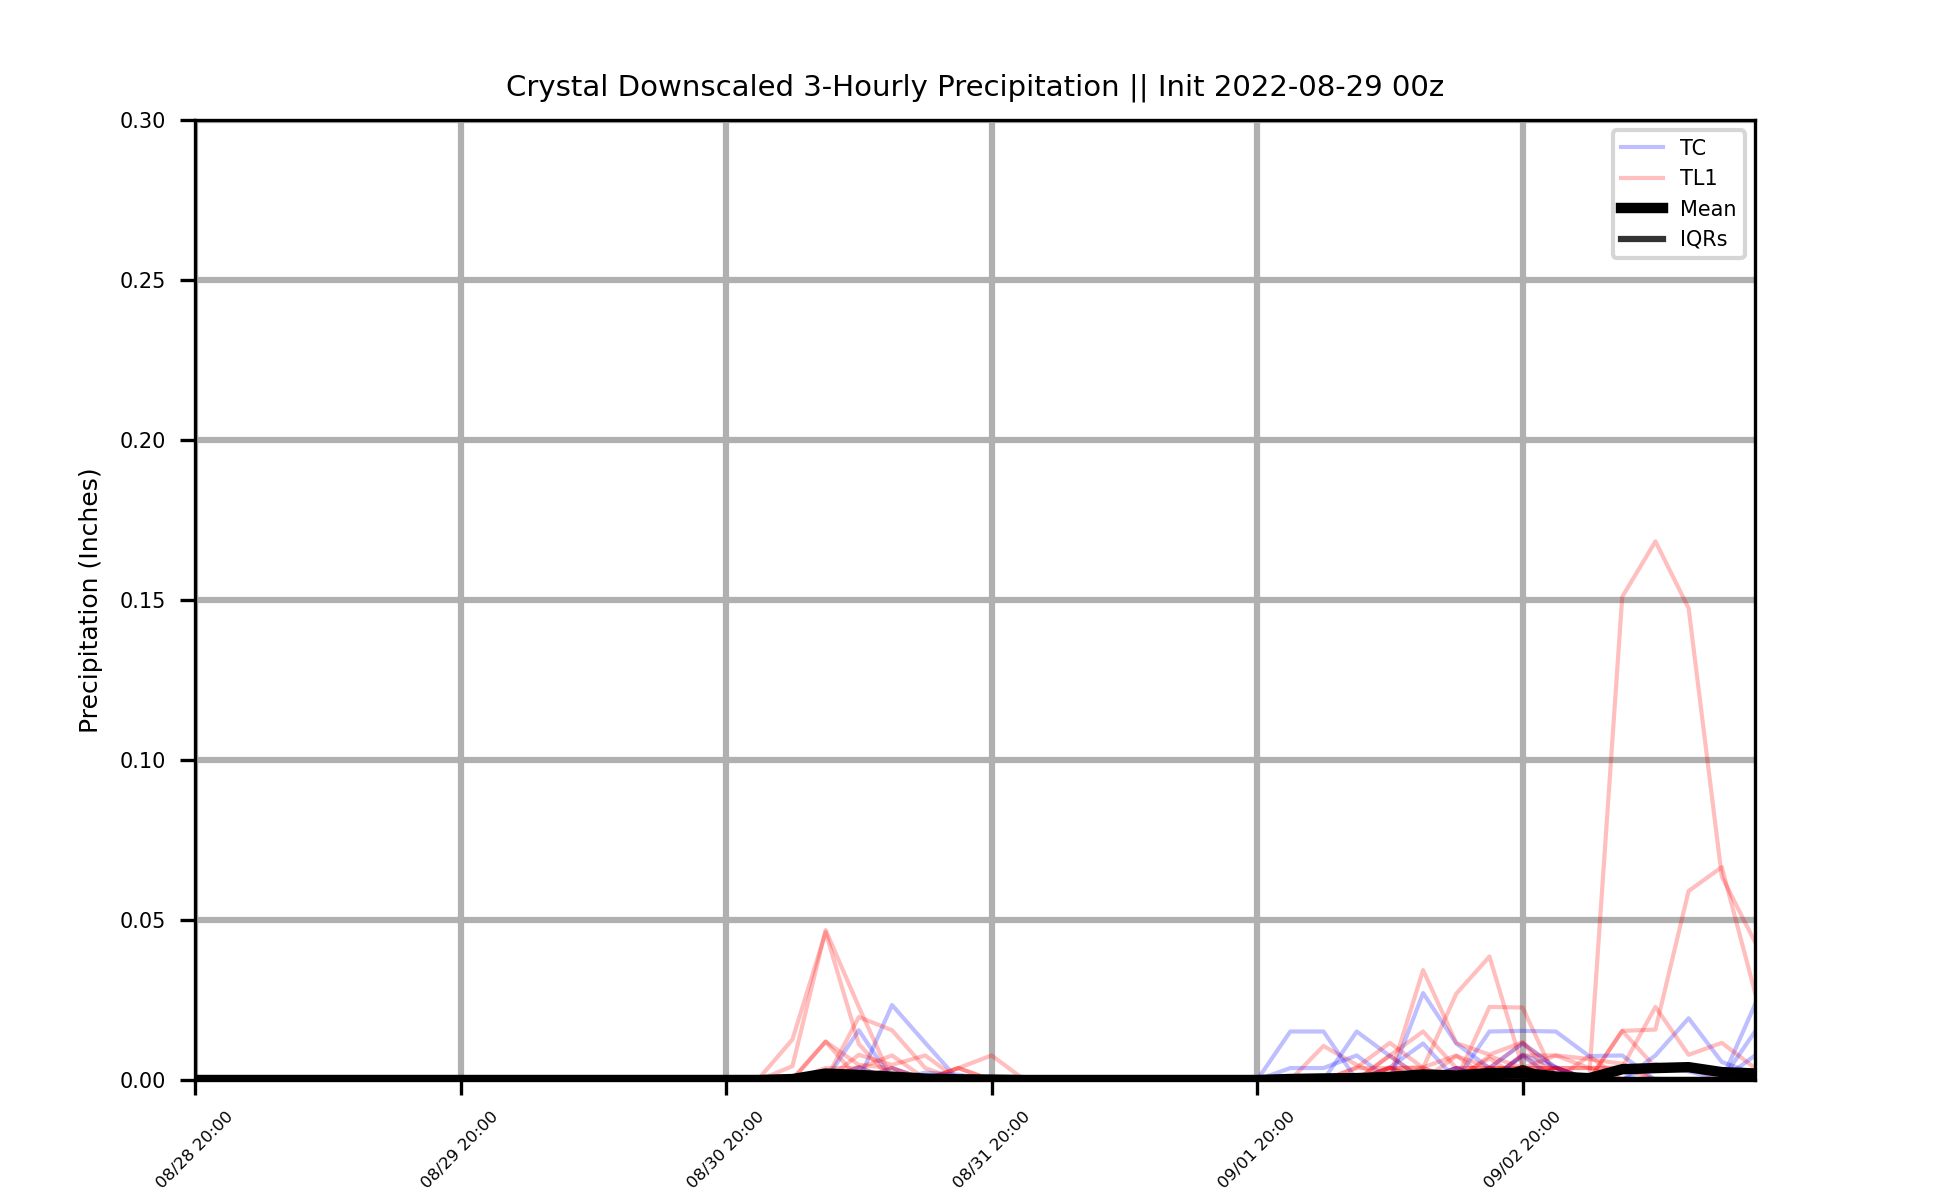 Crystal Downscaled 3-Hourly Precipitation || Init 2022-08-29 00z
0.30
0.25
0.20
0.15
0.10
0.05
0.00
Precipitation (Inches)
TC
TL1
Mean
IQRs
08/28 20:00
08/29 20:00
08/30 20:00
08/31 20:00
09/01 20:00
09/02 20:00